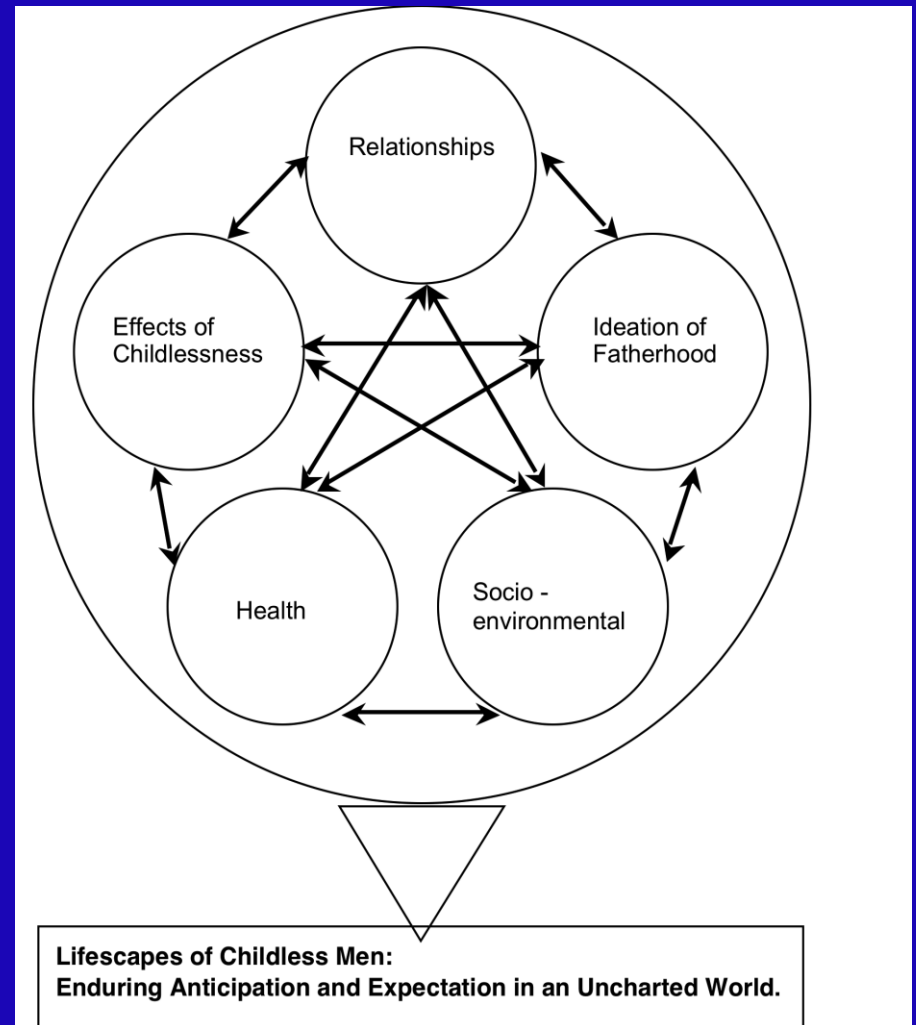 Relationships
Effects of
Childlessness
Ideation of
Fatherhood
Health
Socio -
environmental
Lifescapes of Childless Men:
Enduring Anticipation and Expectation in an Uncharted World.